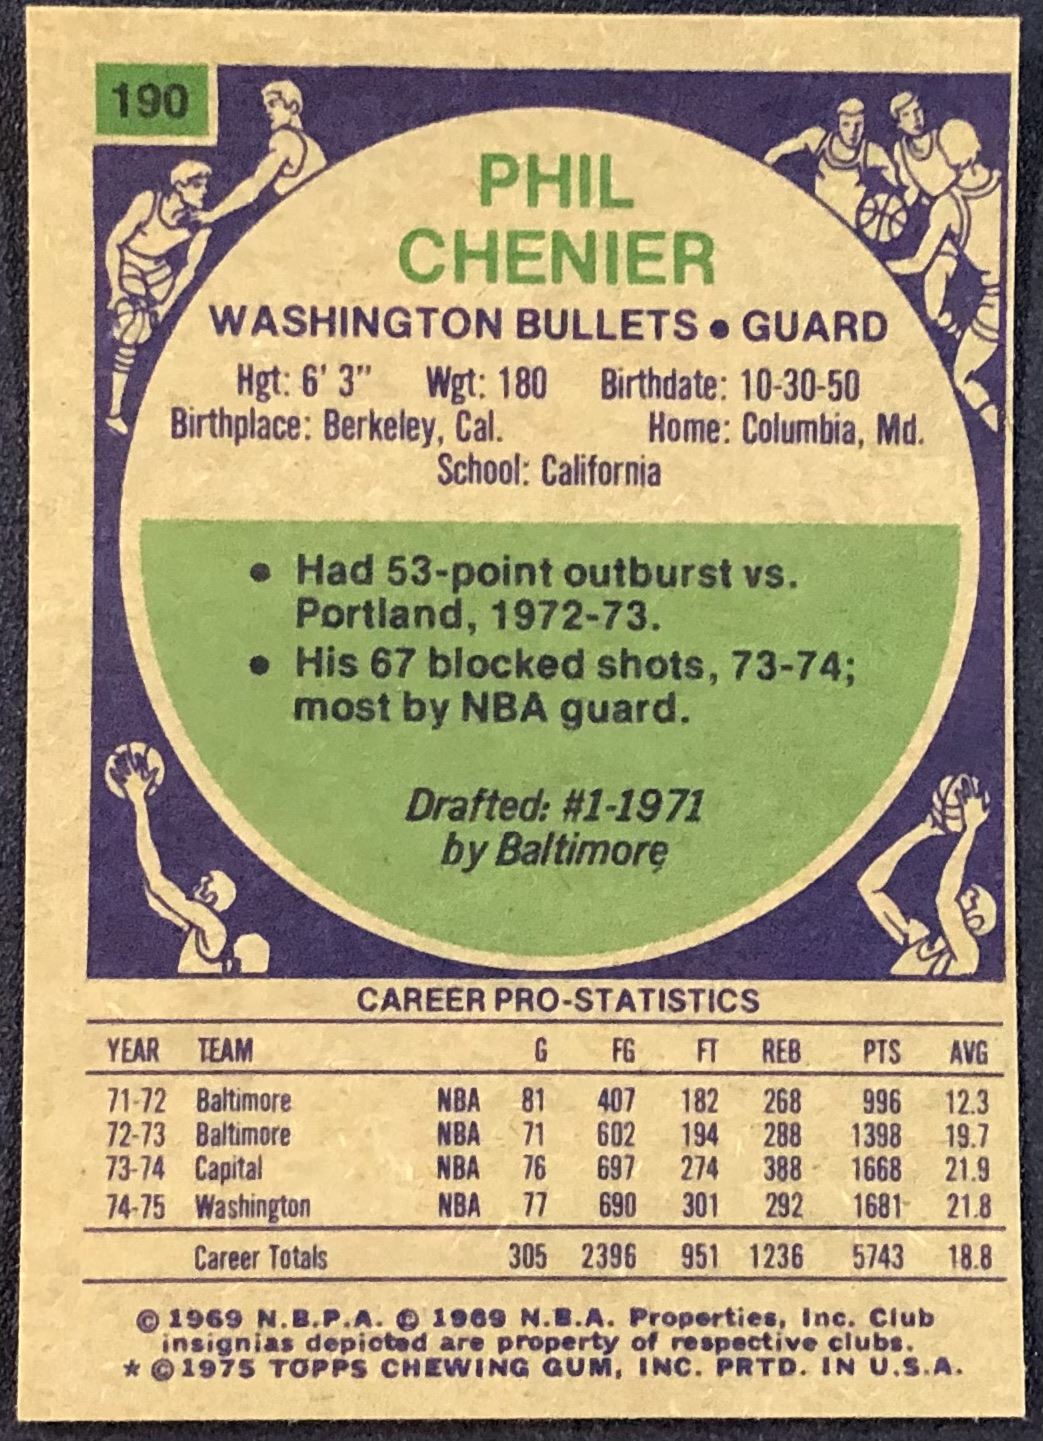 190
PHIL
CHENIER
WASHINGTON BULLETS • GUARD
Hgt: 6' 3" Wgt: 180 Birthdate: 10-30-50
Birthplace: Berkeley, Cal. Home: Columbia, Md.
School: California
• Had 53-point outburst vs.
Portland, 1972-73.
• His 67 blocked shots, 73-74;
most by NBA guard.
Drafted: #1-1971
by Baltimore
CAREER PRO-STATISTICS
YEAR TEAM G FG FT REB PTS AVG
71-72 Baltimore NBA 81 407 182 268 996 12.3
72-73 Baltimore NBA 71 602 194 288 1398 19.7
73-74 Capital NBA 76 697 274 388 1668 21.9
74-75 Washington NBA 77 690 301 292 1681 21.8
Career Totals 305 2396 951 1236 5743 18.8
© 1969 N.B.P.A. © 1969 N.B.A. Properties, Inc. Club
insignias depicted are property of respective clubs.
* © 1975 TOPPS CHEWING GUM, INC. PRTD. IN U.S.A.